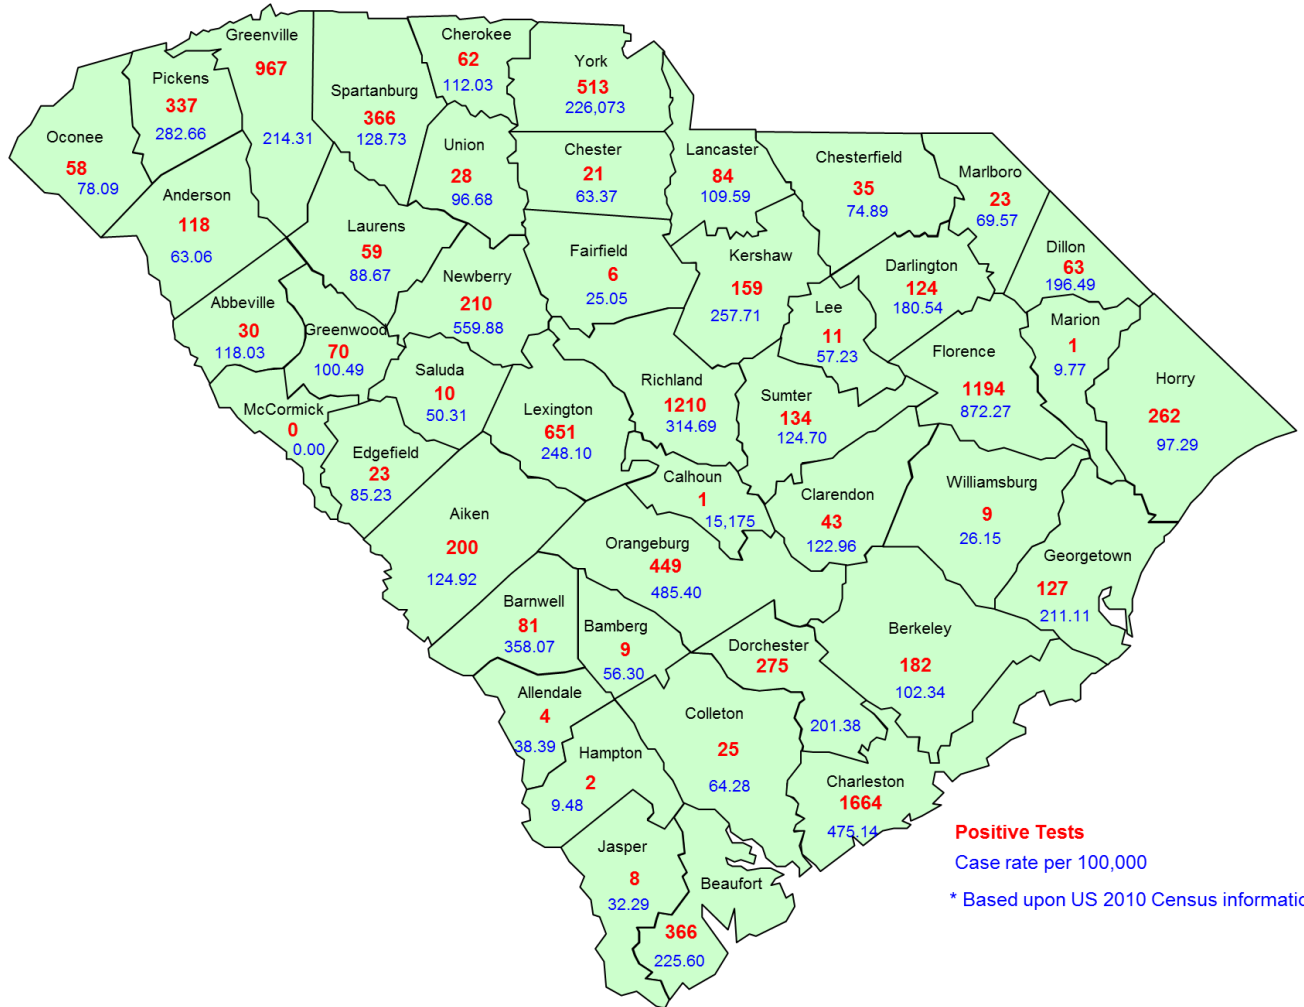 Greenville
967
214.31
Cherokee
62
112.03
York
513
226,073
Pickens
337
282.66
Spartanburg
366
128.73
Oconee
58
78.09
Union
28
96.68
Chester
21
63.37
Lancaster
84
109.59
Chesterfield
35
74.89
Marlboro
23
69.57
Anderson
118
63.06
Laurens
59
88.67
Newberry
210
559.88
Fairfield
6
25.05
Kershaw
159
257.71
Darlington
124
180.54
Dillon
63
196.49
Abbeville
30
118.03
Greenwood
70
100.49
Lee
11
57.23
Marion
1
9.77
Florence
1194
872.27
Horry
262
97.29
McCormick
0
0.00
Saluda
10
50.31
Lexington
651
248.10
Richland
1210
314.69
Sumter
134
124.70
Edgefield
23
85.23
Aiken
200
124.92
Calhoun
1
15,175
Clarendon
43
122.96
Williamsburg
9
26.15
Orangeburg
449
485.40
Georgetown
127
211.11
Barnwell
81
358.07
Bamberg
9
56.30
Dorchester
275
201.38
Berkeley
182
102.34
Allendale
4
38.39
Colleton
25
64.28
Hampton
2
9.48
Charleston
1664
475.14
Jasper
8
32.29
Beaufort
366
225.60
Positive Tests
Case rate per 100,000
* Based upon US 2010 Census informatio